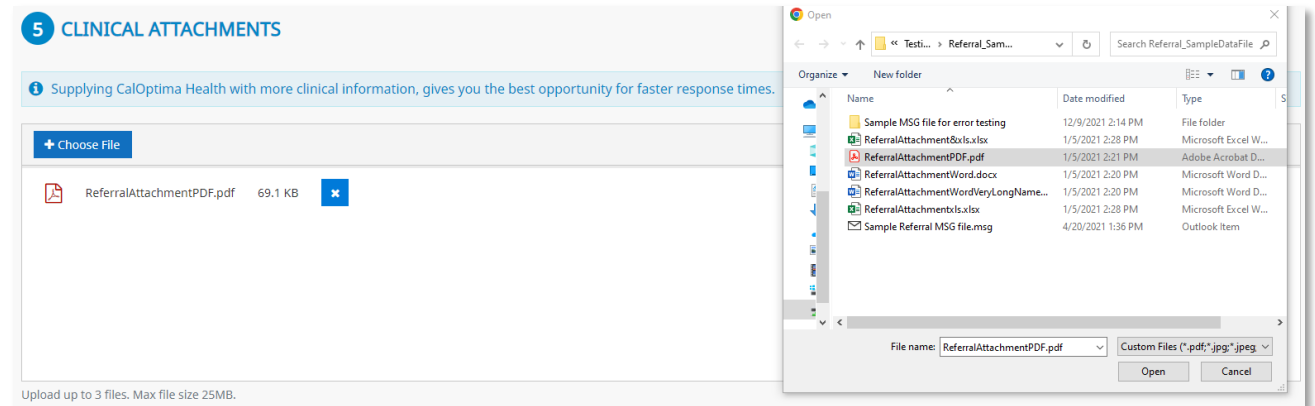 5 CLINICAL ATTACHMENTS
Supplying CalOptima Health with more clinical information, gives you the best opportunity for faster response times.
+ Choose File
ReferralAttachmentPDF.pdf 69.1 KB ×
Upload up to 3 files. Max file size 25MB.
Open
« Testi... › Referral_Sam...
Search Referral_SampleDataFile
Organize New folder
Name Date modified Type S
Sample MSG file for error testing 12/9/2021 2:14 PM File folder
ReferralAttachment&xls.xlsx 1/5/2021 2:28 PM Microsoft Excel W...
ReferralAttachmentPDF.pdf 1/5/2021 2:21 PM Adobe Acrobat D...
ReferralAttachmentWord.docx 1/5/2021 2:20 PM Microsoft Word D...
ReferralAttachmentWordVeryLongName... 1/5/2021 2:20 PM Microsoft Word D...
ReferralAttachmentxls.xlsx 1/5/2021 2:28 PM Microsoft Excel W...
Sample Referral MSG file.msg 4/20/2021 1:36 PM Outlook Item
File name: ReferralAttachmentPDF.pdf Custom Files (*.pdf;*.jpg;*.jpeg,
Open Cancel